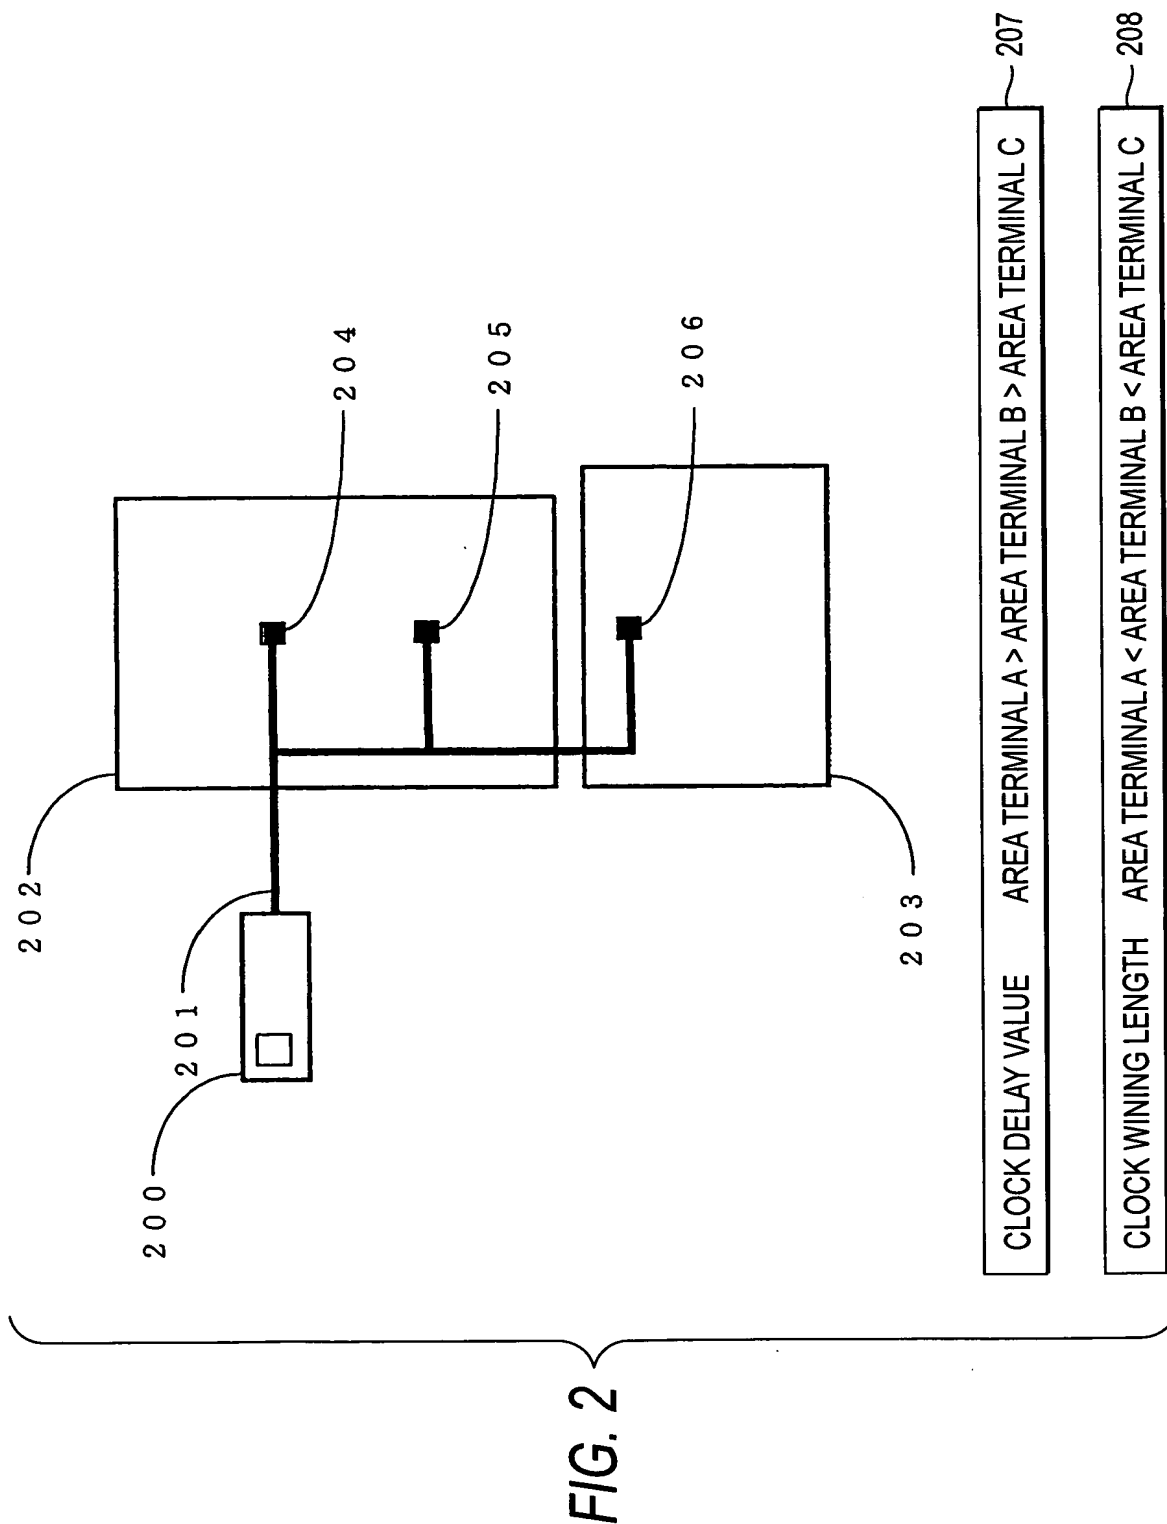 202
200
201
204
205
FIG. 2
206
203
CLOCK DELAY VALUE AREA TERMINAL A > AREA TERMINAL B > AREA TERMINAL C 207
CLOCK WINING LENGTH AREA TERMINAL A < AREA TERMINAL B < AREA TERMINAL C 208